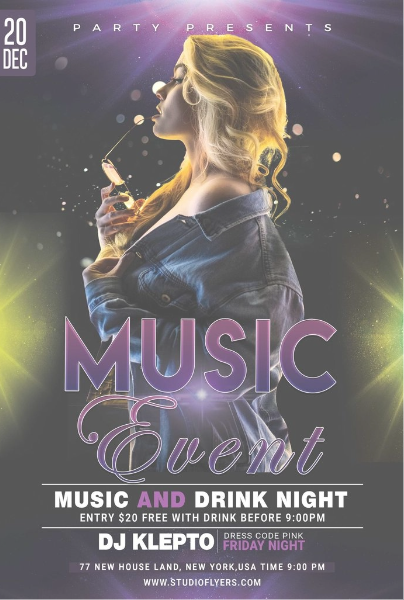 PARTY PRESENTS
20
DEC
MUSIC
Event
MUSIC AND DRINK NIGHT
ENTRY $20 FREE WITH DRINK BEFORE 9:00PM
DJ KLEPTO
DRESS CODE PINK
FRIDAY NIGHT
77 NEW HOUSE LAND, NEW YORK,USA TIME 9:00 PM
WWW.STUDIOFLYERS.COM